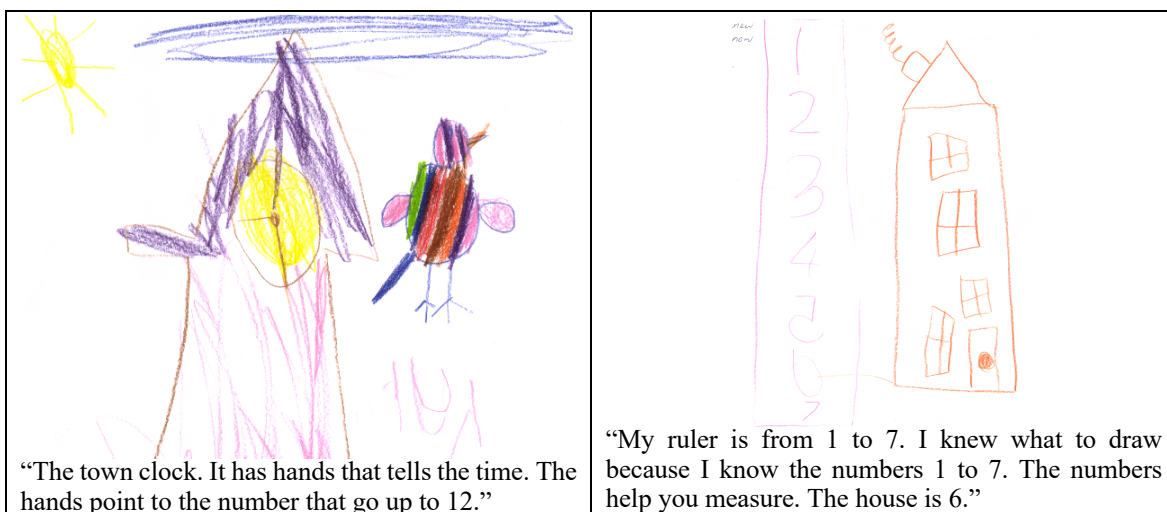 new
new
1
2
3
4
5
6
7
“The town clock. It has hands that tells the time. The
hands point to the number that go up to 12.”
“My ruler is from 1 to 7. I knew what to draw
because I know the numbers 1 to 7. The numbers
help you measure. The house is 6.”